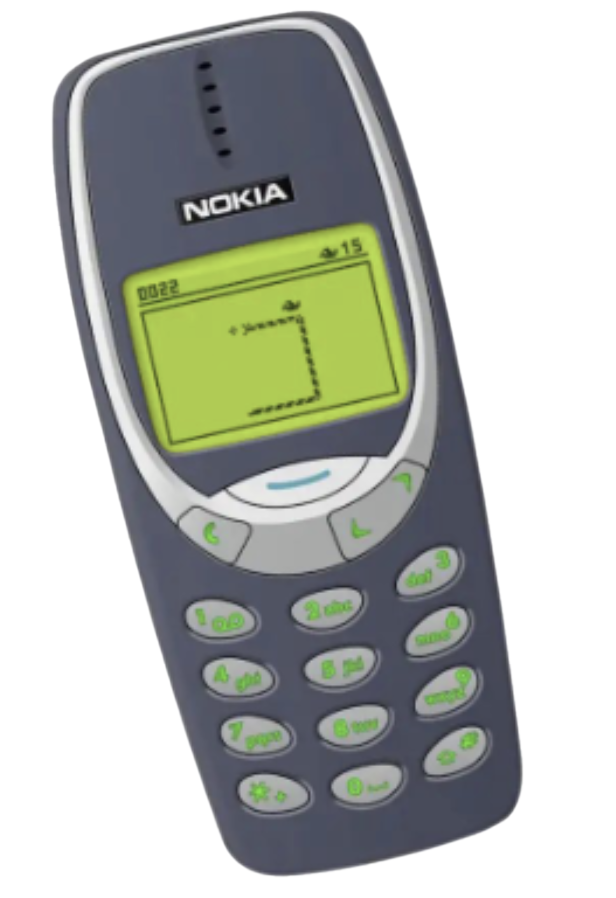 NOKIA
0022 15
1
2 abc
def 3
4 ghi
5 jkl
6
7 pqrs
8 tuv
wxyz 9
* +
0
#